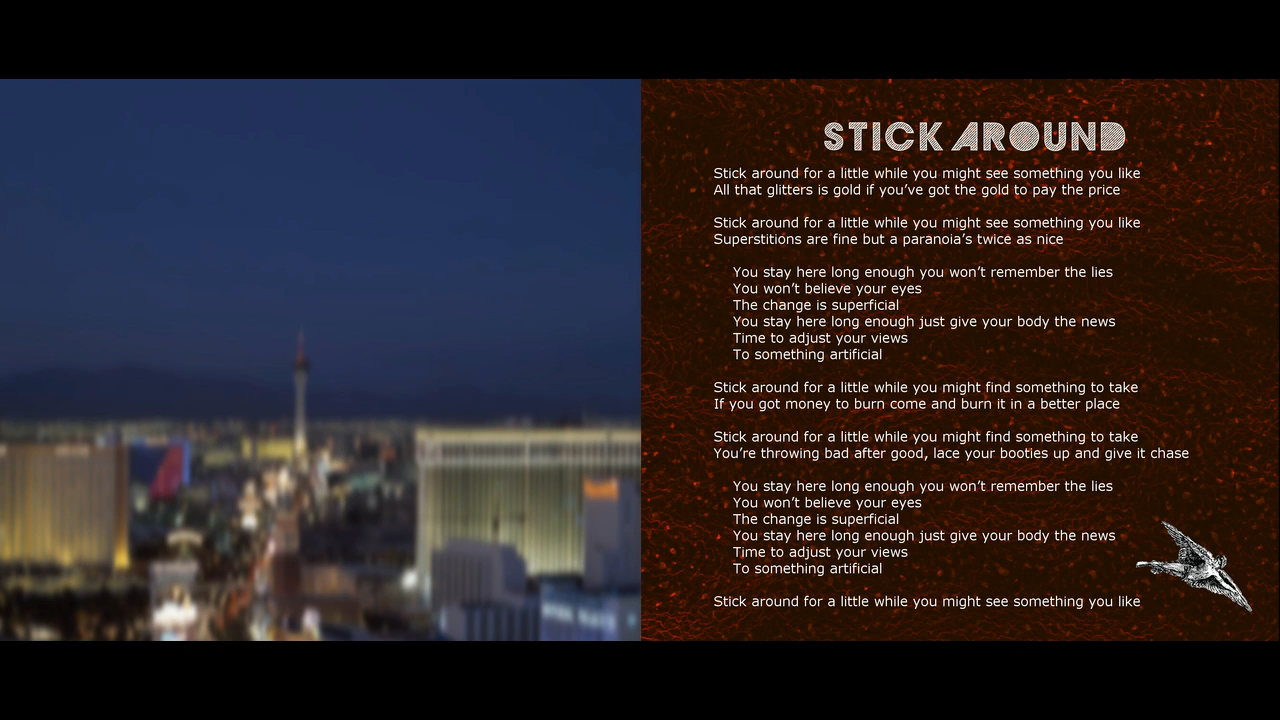 STICK AROUND
Stick around for a little while you might see something you like
All that glitters is gold if you’ve got the gold to pay the price
Stick around for a little while you might see something you like
Superstitions are fine but a paranoia’s twice as nice
You stay here long enough you won’t remember the lies
You won’t believe your eyes
The change is superficial
You stay here long enough just give your body the news
Time to adjust your views
To something artificial
Stick around for a little while you might find something to take
If you got money to burn come and burn it in a better place
Stick around for a little while you might find something to take
You’re throwing bad after good, lace your booties up and give it chase
You stay here long enough you won’t remember the lies
You won’t believe your eyes
The change is superficial
You stay here long enough just give your body the news
Time to adjust your views
To something artificial
Stick around for a little while you might see something you like